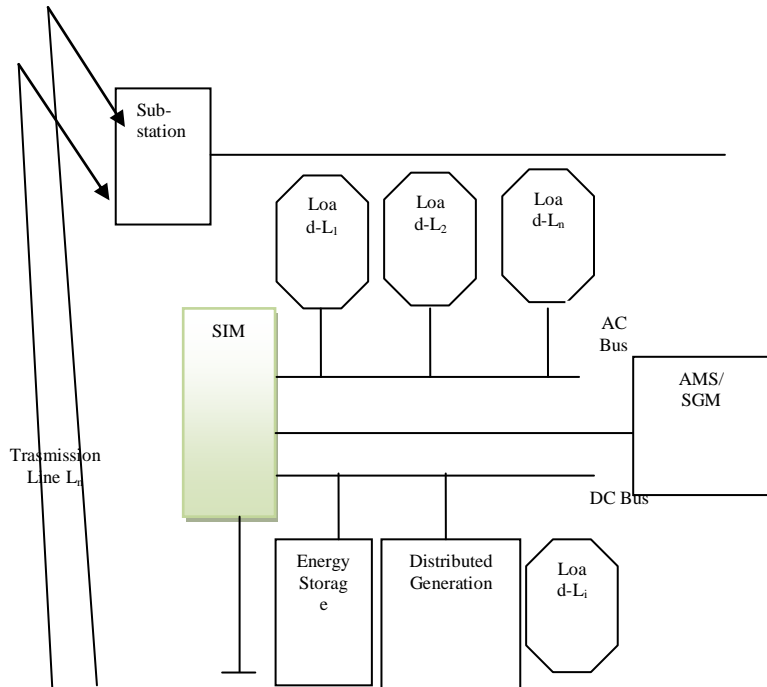 Sub-
station
Loa
d-L₁
Loa
d-L₂
Loa
d-Lₙ
SIM
AC
Bus
AMS/
SGM
Trasmission
Line Lₙ
DC Bus
Energy
Storag
e
Distributed
Generation
Loa
d-Lᵢ